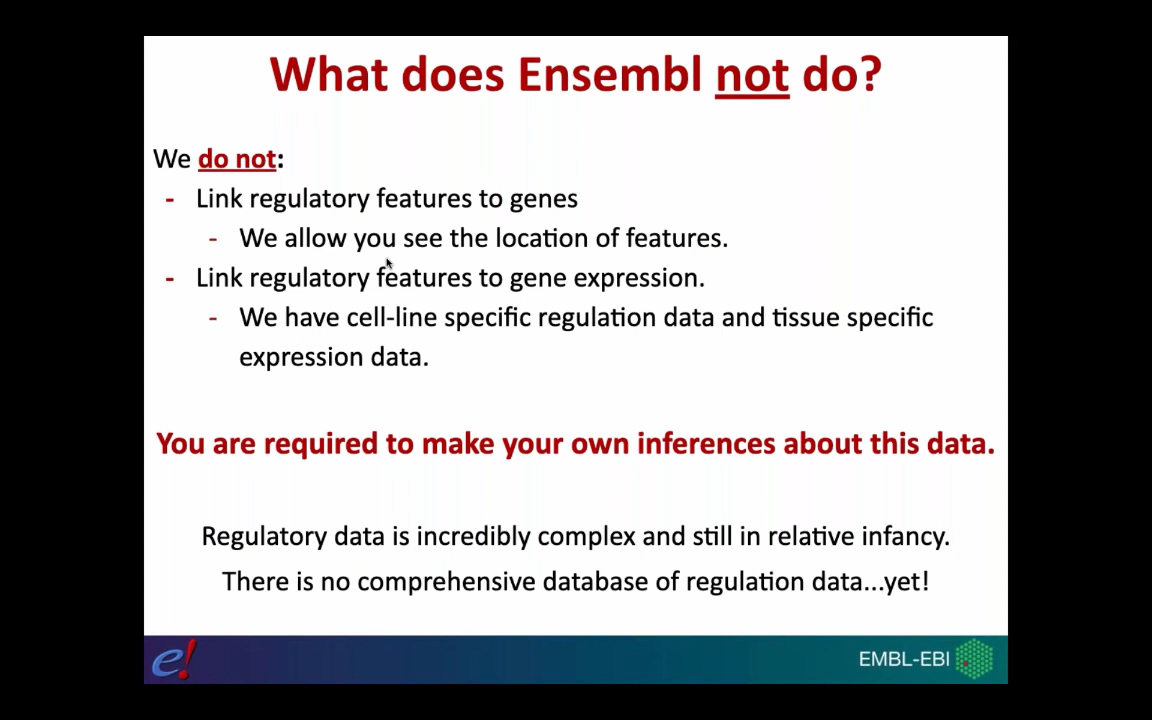 What does Ensembl not do?
We do not:
- Link regulatory features to genes
- We allow you see the location of features.
- Link regulatory features to gene expression.
- We have cell-line specific regulation data and tissue specific
expression data.
You are required to make your own inferences about this data.
Regulatory data is incredibly complex and still in relative infancy.
There is no comprehensive database of regulation data...yet!
e!
EMBL-EBI